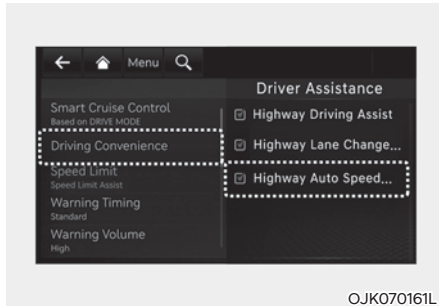 Menu
Driver Assistance
Smart Cruise Control
Based on DRIVE MODE
Driving Convenience
Speed Limit
Speed Limit Assist
Warning Timing
Standard
Warning Volume
High
Highway Driving Assist
Highway Lane Change...
Highway Auto Speed...
OJK070161L